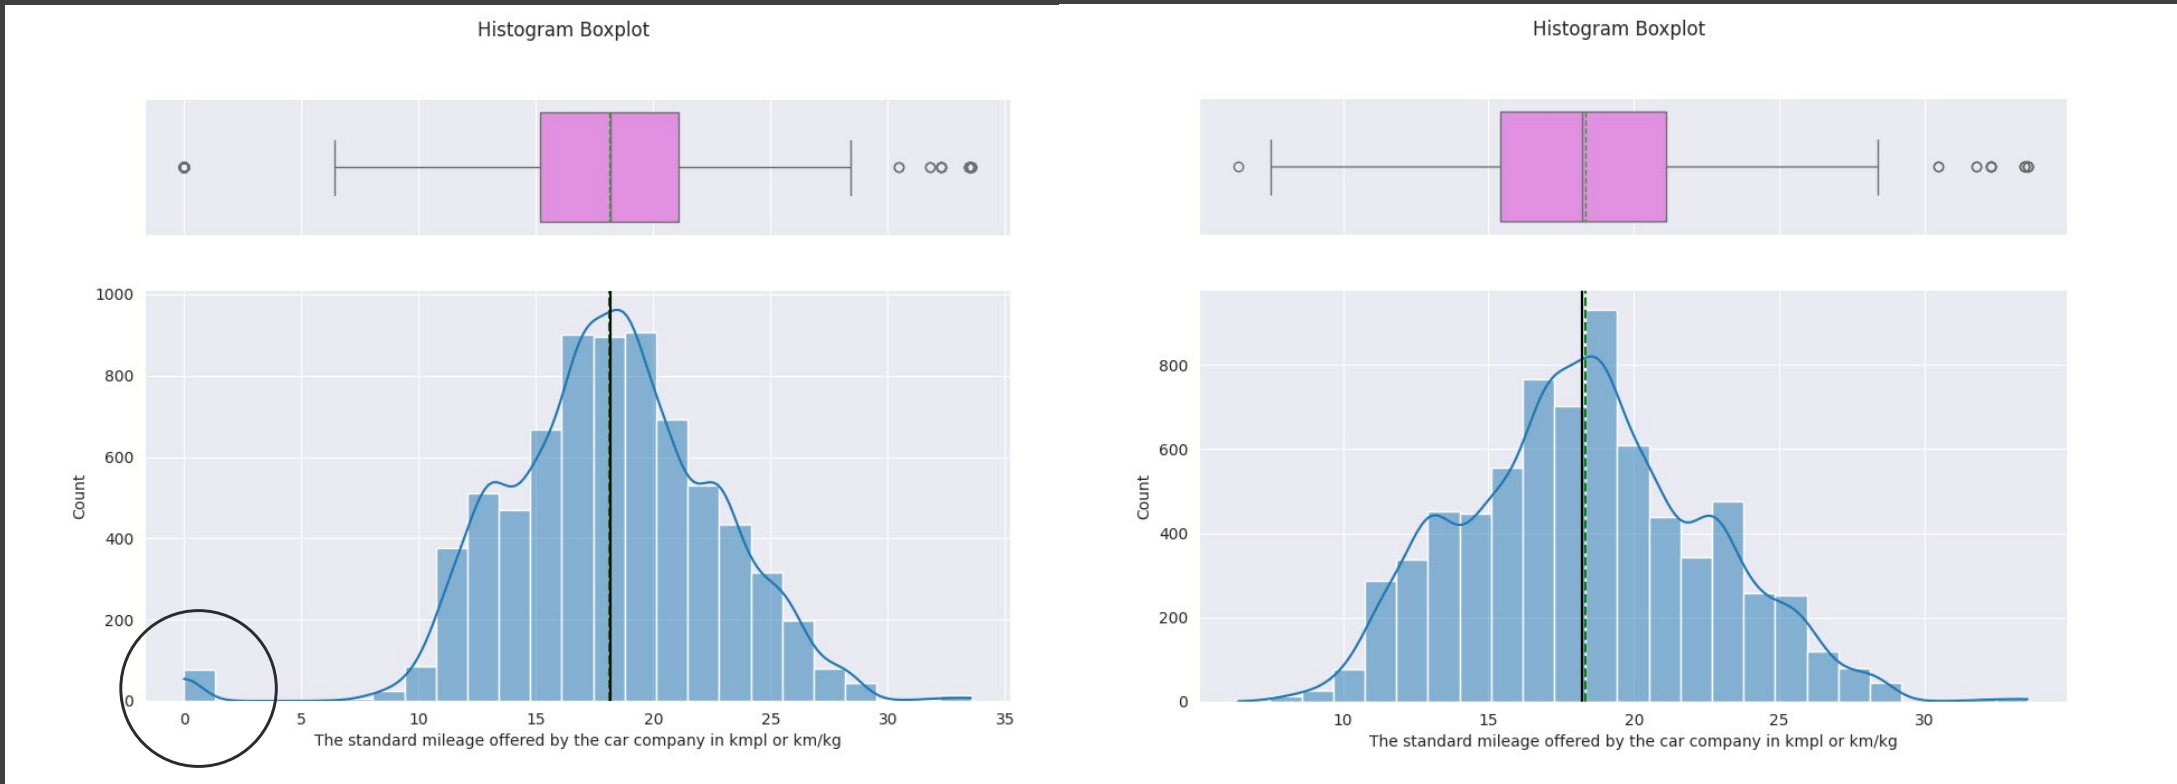 Histogram Boxplot
1000
800
600
400
200
0
Count
0 5 10 15 20 25 30 35
The standard mileage offered by the car company in kmpl or km/kg
Histogram Boxplot
800
600
400
200
0
Count
10 15 20 25 30
The standard mileage offered by the car company in kmpl or km/kg